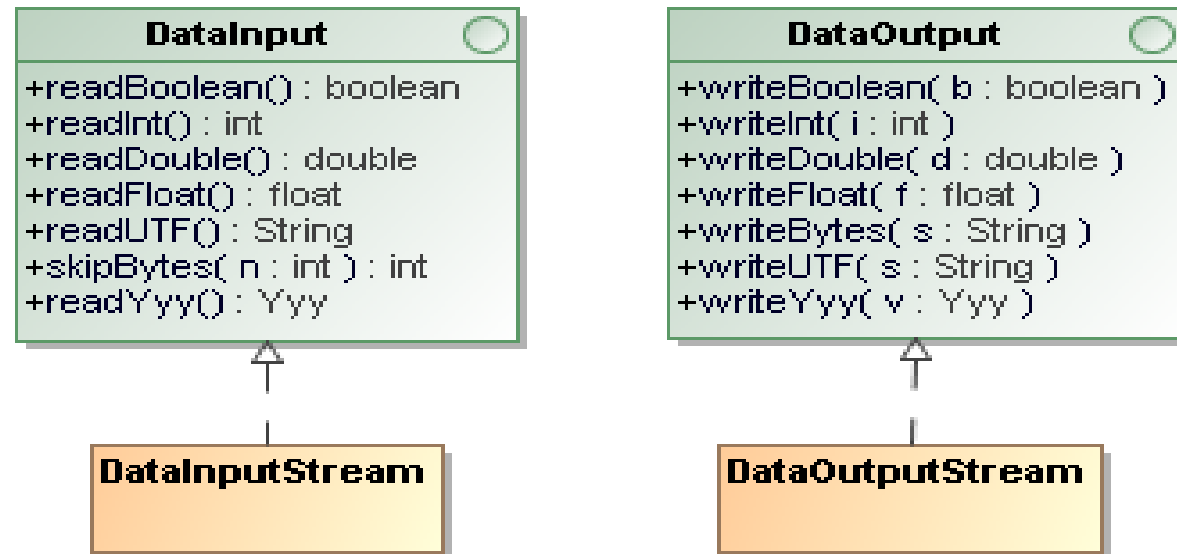 DataInput
+readBoolean() : boolean
+readInt() : int
+readDouble() : double
+readFloat() : float
+readUTF() : String
+skipBytes( n : int ) : int
+readYyy() : Yyy
DataInputStream
DataOutput
+writeBoolean( b : boolean )
+writeInt( i : int )
+writeDouble( d : double )
+writeFloat( f : float )
+writeBytes( s : String )
+writeUTF( s : String )
+writeYyy( v : Yyy )
DataOutputStream